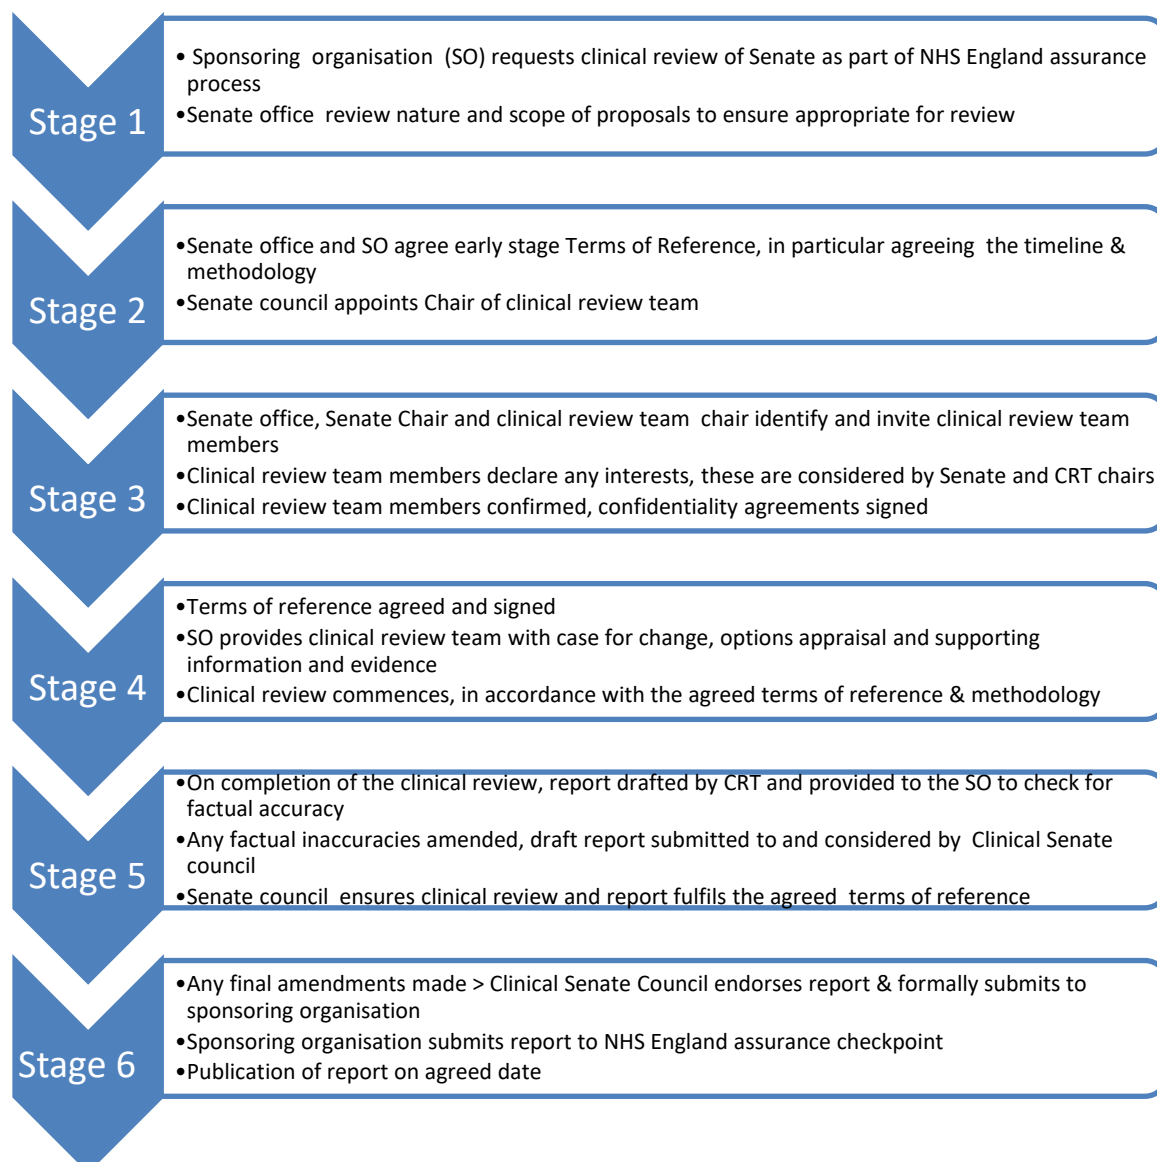 Stage 1
• Sponsoring organisation (SO) requests clinical review of Senate as part of NHS England assurance
process
•Senate office review nature and scope of proposals to ensure appropriate for review
Stage 2
•Senate office and SO agree early stage Terms of Reference, in particular agreeing the timeline &
methodology
•Senate council appoints Chair of clinical review team
Stage 3
•Senate office, Senate Chair and clinical review team chair identify and invite clinical review team
members
•Clinical review team members declare any interests, these are considered by Senate and CRT chairs
•Clinical review team members confirmed, confidentiality agreements signed
Stage 4
•Terms of reference agreed and signed
•SO provides clinical review team with case for change, options appraisal and supporting
information and evidence
•Clinical review commences, in accordance with the agreed terms of reference & methodology
Stage 5
•On completion of the clinical review, report drafted by CRT and provided to the SO to check for
factual accuracy
•Any factual inaccuracies amended, draft report submitted to and considered by Clinical Senate
council
•Senate council ensures clinical review and report fulfils the agreed terms of reference
Stage 6
•Any final amendments made > Clinical Senate Council endorses report & formally submits to
sponsoring organisation
•Sponsoring organisation submits report to NHS England assurance checkpoint
•Publication of report on agreed date